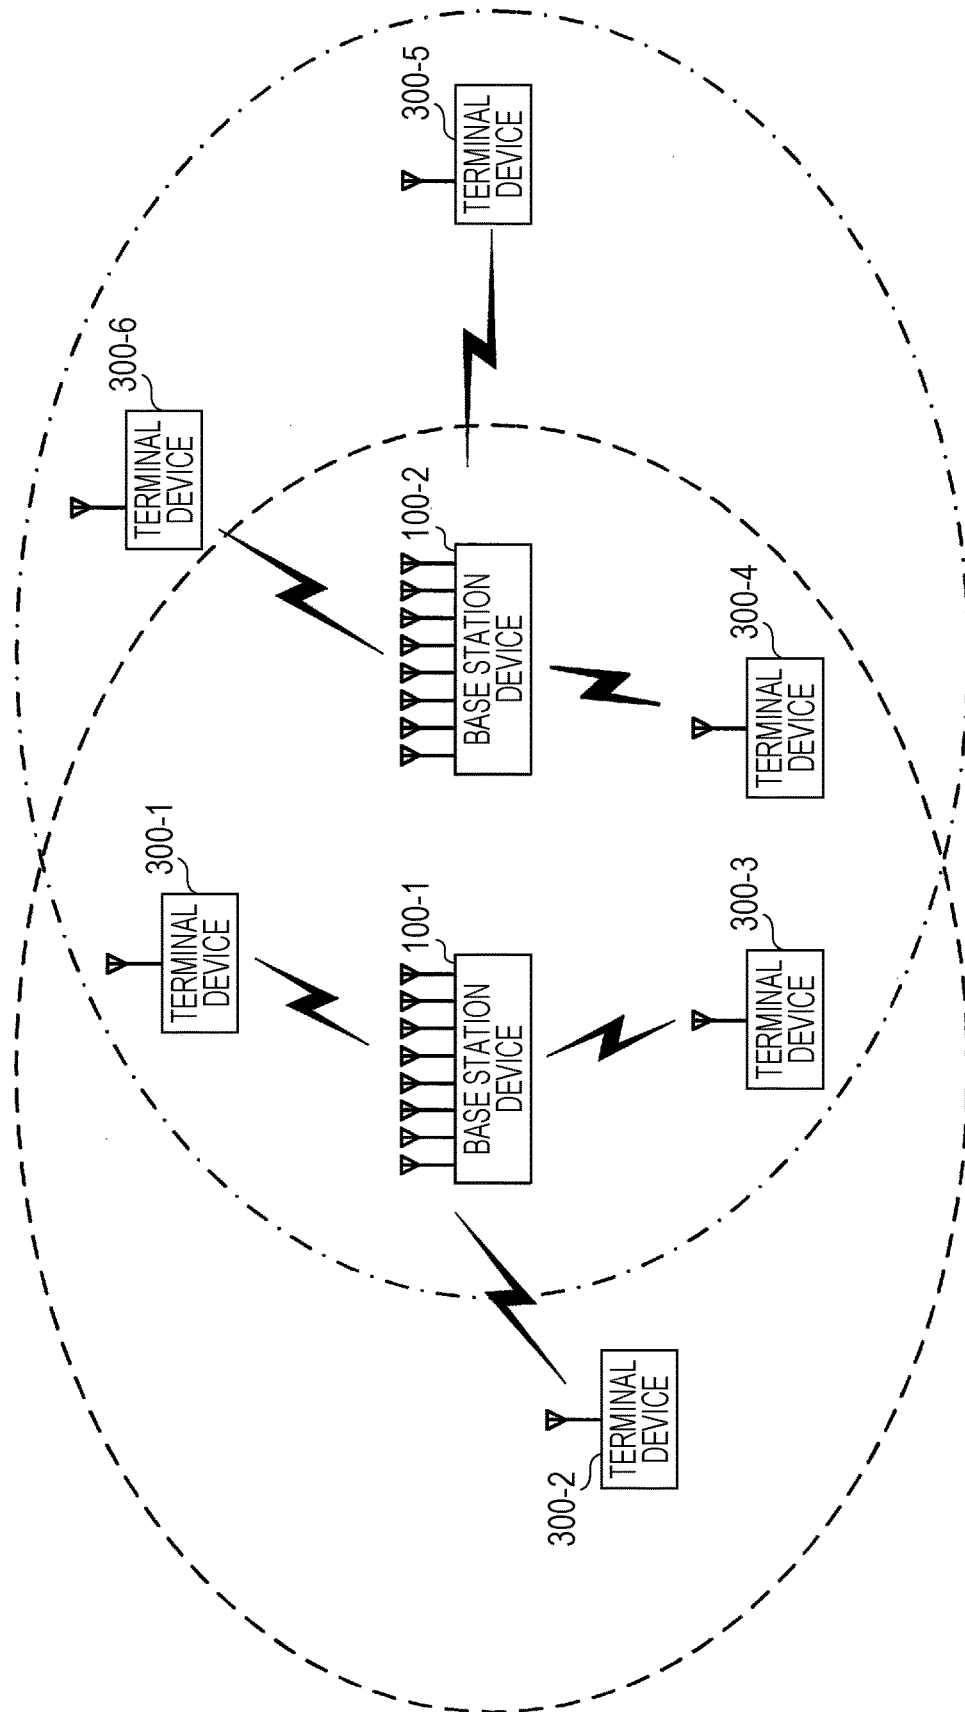 300-1
TERMINAL
DEVICE
300-6
TERMINAL
DEVICE
100-1
BASE STATION
DEVICE
100-2
BASE STATION
DEVICE
300-5
TERMINAL
DEVICE
300-2
TERMINAL
DEVICE
300-3
TERMINAL
DEVICE
300-4
TERMINAL
DEVICE